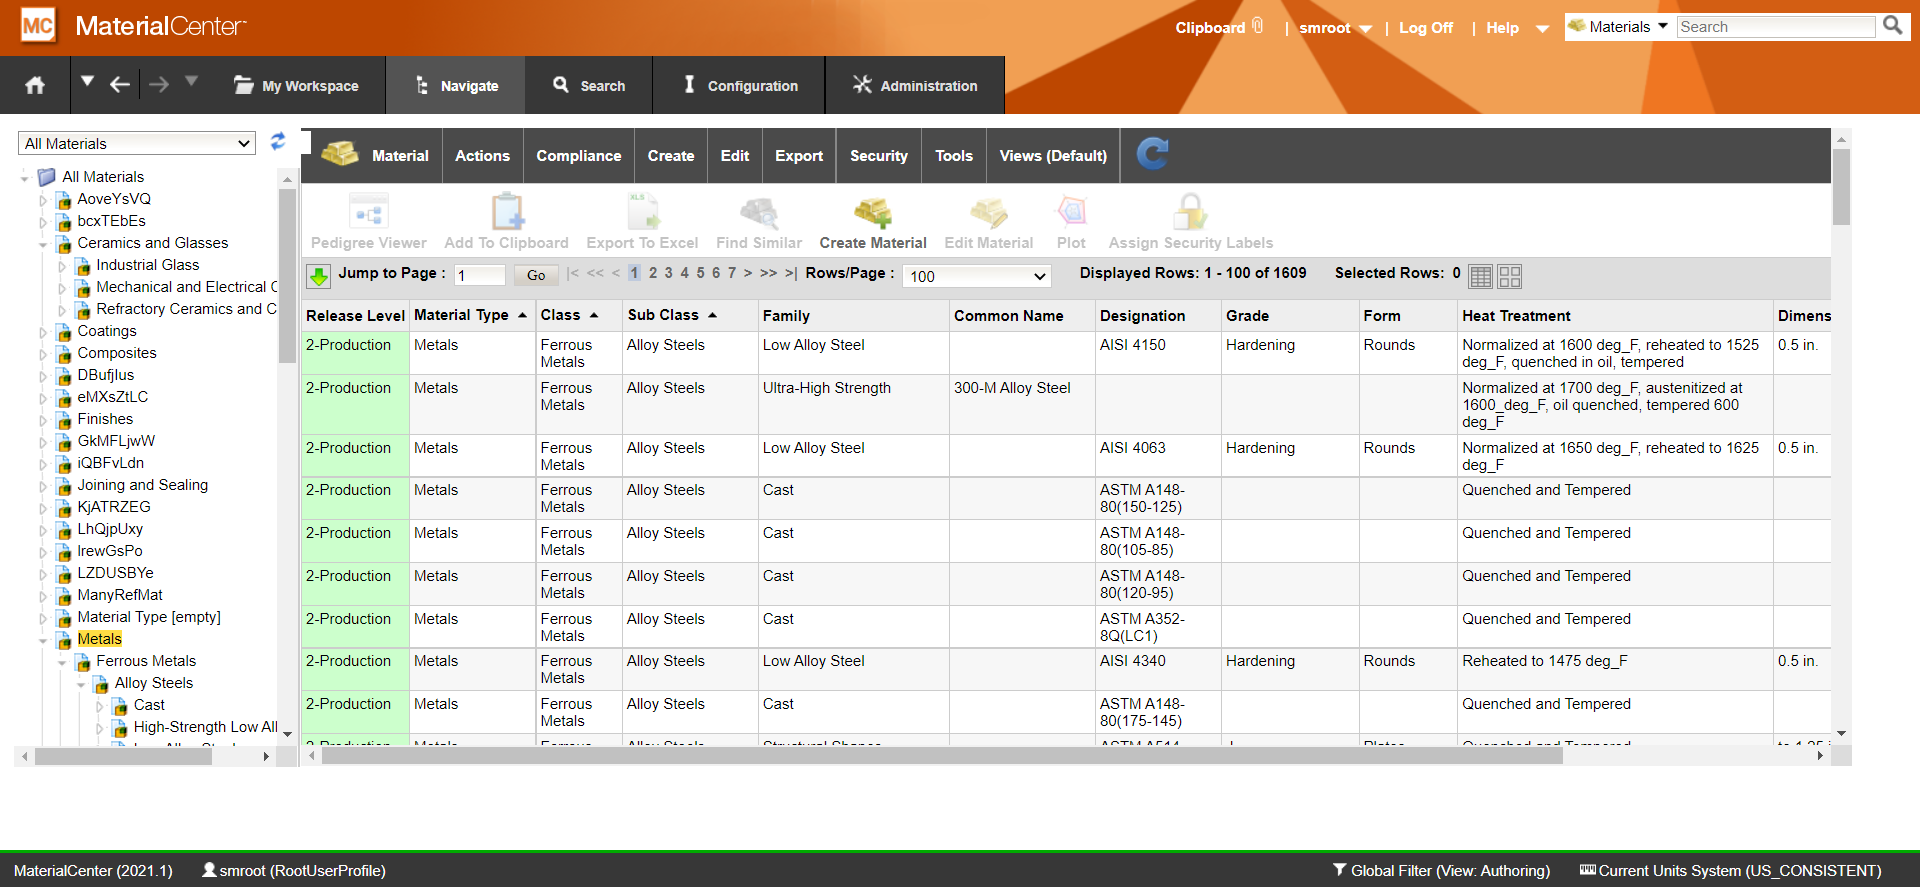 MC MaterialCenter
Clipboard | smroot | Log Off | Help Materials Search
My Workspace Navigate Search Configuration Administration
All Materials
Material Actions Compliance Create Edit Export Security Tools Views (Default)
All Materials
AoveYsVQ
bcxTEbEs
Ceramics and Glasses
Industrial Glass
Mechanical and Electrical C
Refractory Ceramics and C
Coatings
Composites
DBufjIus
eMXsZtLC
Finishes
GkMFLjwW
iQBFvLdn
Joining and Sealing
KjATRZEG
LhQjpUxy
lrewGsPo
LZDUSBYe
ManyRefMat
Material Type [empty]
Metals
Ferrous Metals
Alloy Steels
Cast
High-Strength Low All
Pedigree Viewer Add To Clipboard XLS Export To Excel Find Similar Create Material Edit Material Plot Assign Security Labels
Jump to Page : 1 Go |< << < 1 2 3 4 5 6 7 > >> >| Rows/Page : 100 Displayed Rows: 1 - 100 of 1609 Selected Rows: 0
Release Level Material Type Class Sub Class Family Common Name Designation Grade Form Heat Treatment Dimens
2-Production Metals Ferrous Alloy Steels Low Alloy Steel AISI 4150 Hardening Rounds Normalized at 1600 deg_F, reheated to 1525 0.5 in.
Metals deg_F, quenched in oil, tempered
2-Production Metals Ferrous Alloy Steels Ultra-High Strength 300-M Alloy Steel Normalized at 1700 deg_F, austenitized at
Metals 1600_deg_F, oil quenched, tempered 600
deg_F
2-Production Metals Ferrous Alloy Steels Low Alloy Steel AISI 4063 Hardening Rounds Normalized at 1650 deg_F, reheated to 1625 0.5 in.
Metals deg_F
2-Production Metals Ferrous Alloy Steels Cast ASTM A148- Quenched and Tempered
Metals 80(150-125)
2-Production Metals Ferrous Alloy Steels Cast ASTM A148- Quenched and Tempered
Metals 80(105-85)
2-Production Metals Ferrous Alloy Steels Cast ASTM A148- Quenched and Tempered
Metals 80(120-95)
2-Production Metals Ferrous Alloy Steels Cast ASTM A352- Quenched and Tempered
Metals 8Q(LC1)
2-Production Metals Ferrous Alloy Steels Low Alloy Steel AISI 4340 Hardening Rounds Reheated to 1475 deg_F 0.5 in.
Metals
2-Production Metals Ferrous Alloy Steels Cast ASTM A148- Quenched and Tempered
Metals 80(175-145)
MaterialCenter (2021.1) smroot (RootUserProfile) Global Filter (View: Authoring) Current Units System (US_CONSISTENT)